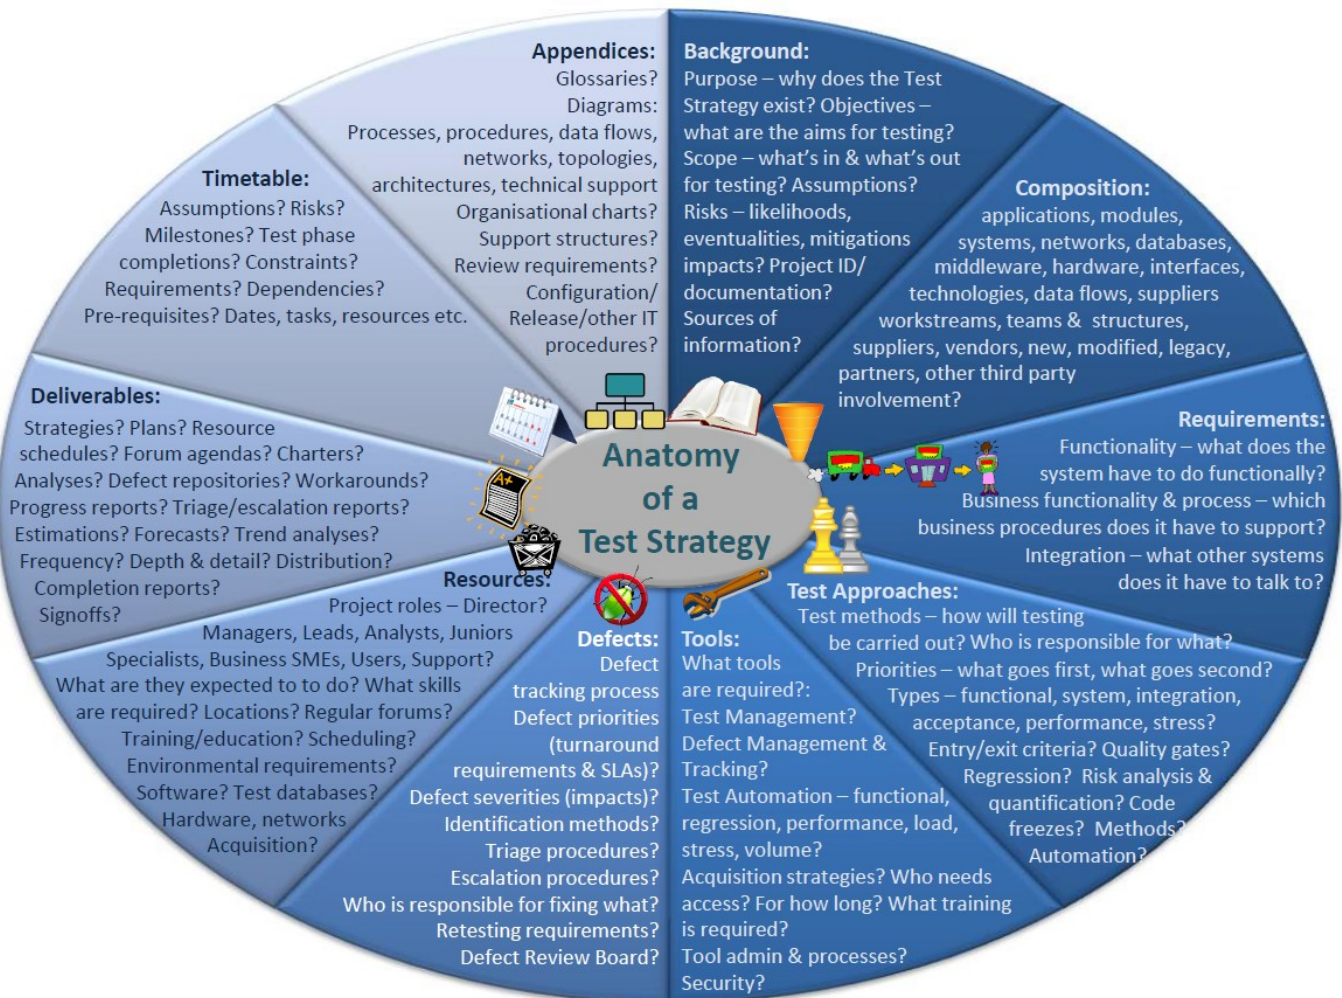 Appendices:
Glossaries?
Diagrams:
Processes, procedures, data flows,
networks, topologies,
architectures, technical support
Organisational charts?
Support structures?
Review requirements?
Configuration/
Release/other IT
procedures?
Background:
Purpose – why does the Test
Strategy exist? Objectives –
what are the aims for testing?
Scope – what's in & what's out
for testing? Assumptions?
Risks – likelihoods,
eventualities, mitigations
impacts? Project ID/
documentation?
Sources of
information?
Composition:
applications, modules,
systems, networks, databases,
middleware, hardware, interfaces,
technologies, data flows, suppliers
workstreams, teams & structures,
suppliers, vendors, new, modified, legacy,
partners, other third party
involvement?
Requirements:
Functionality – what does the
system have to do functionally?
Business functionality & process – which
business procedures does it have to support?
Integration – what other systems
does it have to talk to?
Test Approaches:
Test methods – how will testing
be carried out? Who is responsible for what?
Priorities – what goes first, what goes second?
Types – functional, system, integration,
acceptance, performance, stress?
Entry/exit criteria? Quality gates?
Regression? Risk analysis &
quantification? Code
freezes? Methods?
Automation?
Tools:
What tools
are required?:
Test Management?
Defect Management &
Tracking?
Test Automation – functional,
regression, performance, load,
stress, volume?
Acquisition strategies? Who needs
access? For how long? What training
is required?
Tool admin & processes?
Security?
Defects:
Defect
tracking process
Defect priorities
(turnaround
requirements & SLAs)?
Defect severities (impacts)?
Identification methods?
Triage procedures?
Escalation procedures?
Who is responsible for fixing what?
Retesting requirements?
Defect Review Board?
Resources:
Project roles – Director?
Managers, Leads, Analysts, Juniors
Specialists, Business SMEs, Users, Support?
What are they expected to to do? What skills
are required? Locations? Regular forums?
Training/education? Scheduling?
Environmental requirements?
Software? Test databases?
Hardware, networks
Acquisition?
Deliverables:
Strategies? Plans? Resource
schedules? Forum agendas? Charters?
Analyses? Defect repositories? Workarounds?
Progress reports? Triage/escalation reports?
Estimations? Forecasts? Trend analyses?
Frequency? Depth & detail? Distribution?
Completion reports?
Signoffs?
Timetable:
Assumptions? Risks?
Milestones? Test phase
completions? Constraints?
Requirements? Dependencies?
Pre-requisites? Dates, tasks, resources etc.
Anatomy
of a
Test Strategy
A+